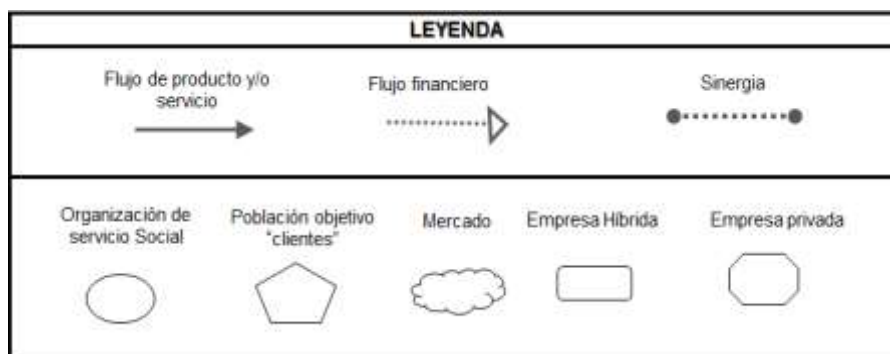 LEYENDA
Flujo de producto y/o
servicio
Flujo financiero
Sinergia
Organización de
servicio Social
Población objetivo
"clientes"
Mercado
Empresa Híbrida
Empresa privada